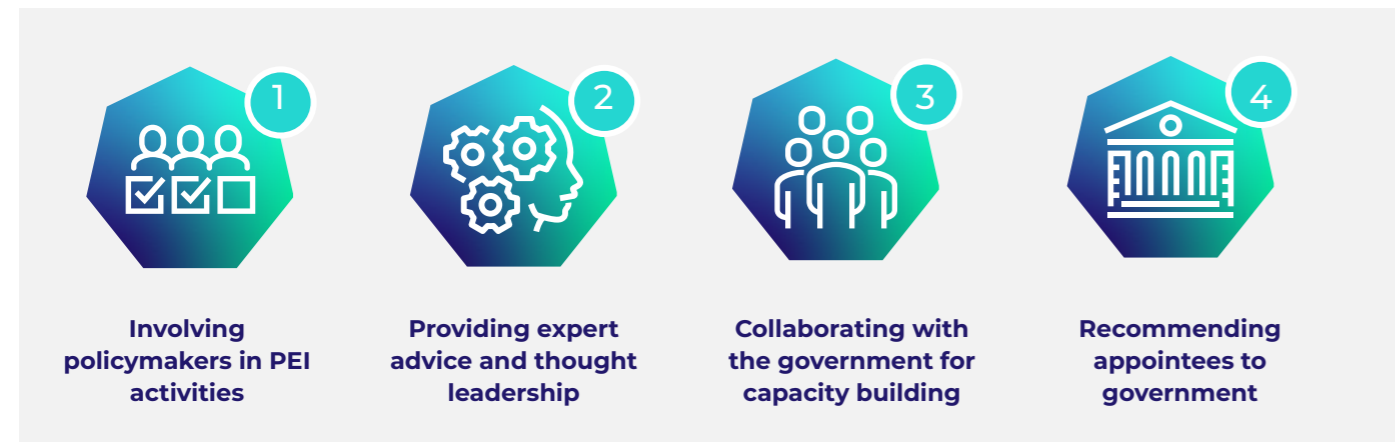 1
Involving
policymakers in PEI
activities
2
Providing expert
advice and thought
leadership
3
Collaborating with
the government for
capacity building
4
Recommending
appointees to
government